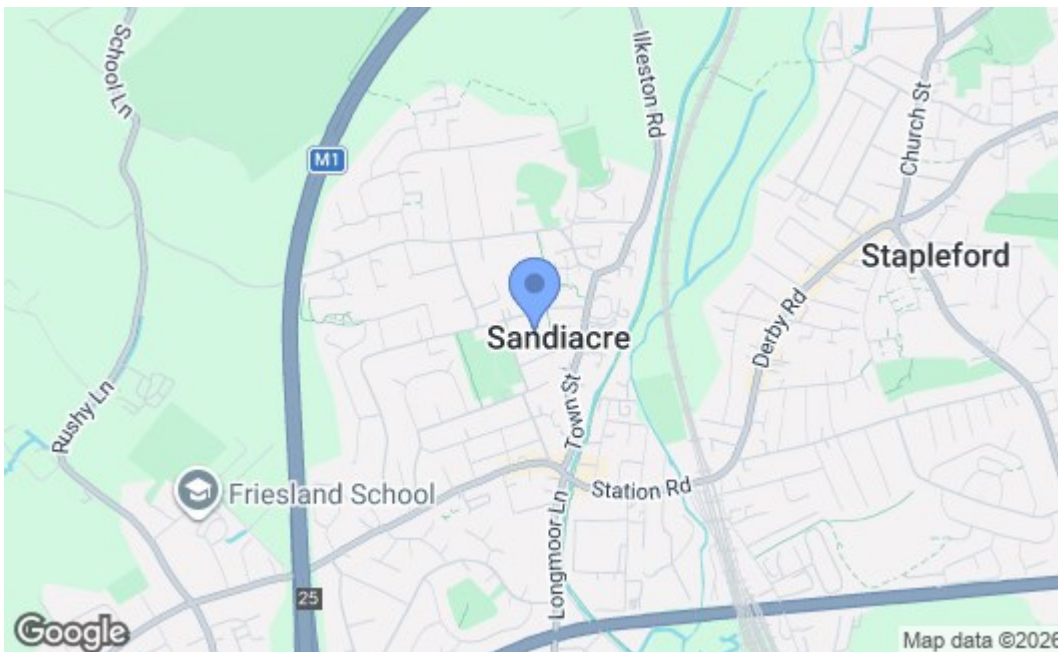 School Ln
Ilkeston Rd
Church St
M1
Stapleford
Sandiacre
Derby Rd
Town St
Rushy Ln
Friesland School
Station Rd
Longmoor Ln
25
Google
Map data ©2026